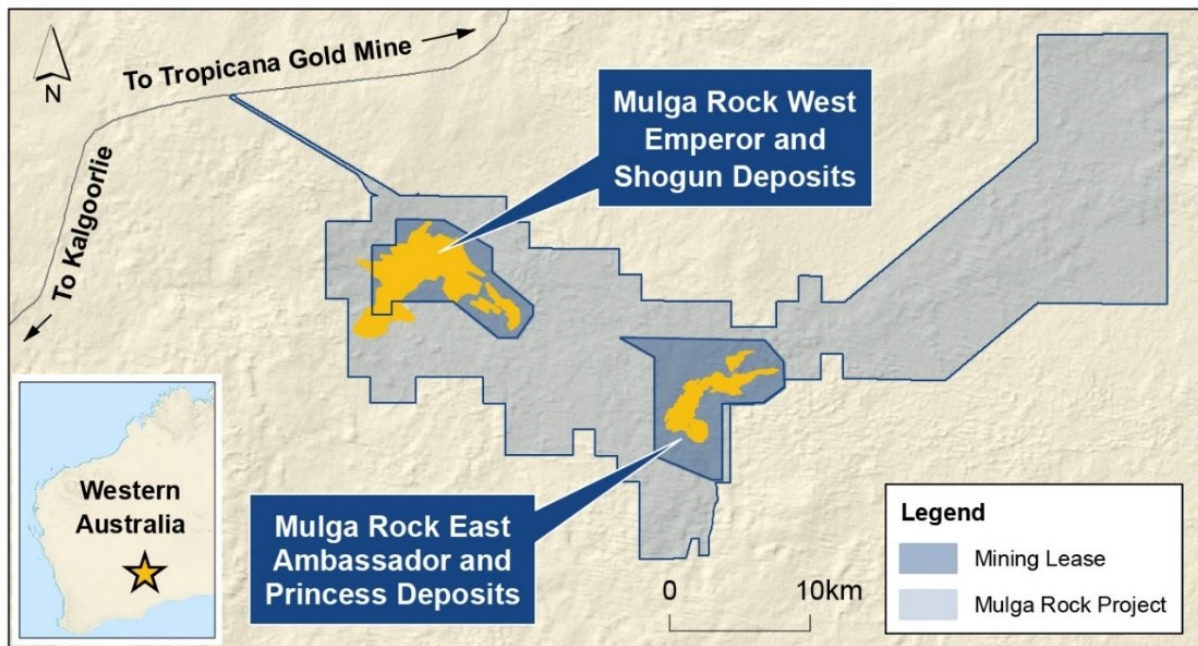 To Tropicana Gold Mine
N
To Kalgoorlie
Mulga Rock West
Emperor and
Shogun Deposits
Western
Australia
Mulga Rock East
Ambassador and
Princess Deposits
0 10km
Legend
Mining Lease
Mulga Rock Project